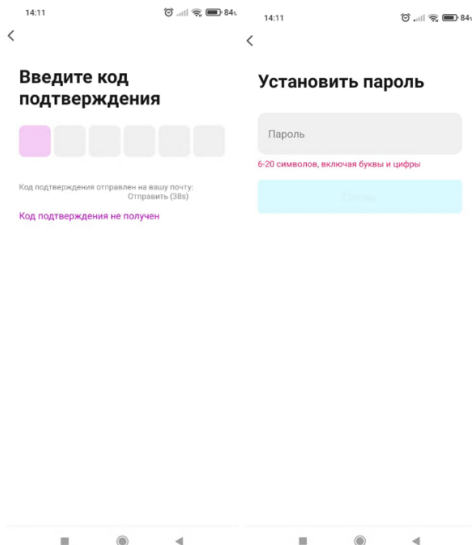 14:11
84
Введите код
подтверждения
Код подтверждения отправлен на вашу почту:
Отправить (38s)
Код подтверждения не получен
14:11
84
Установить пароль
Пароль
6-20 символов, включая буквы и цифры